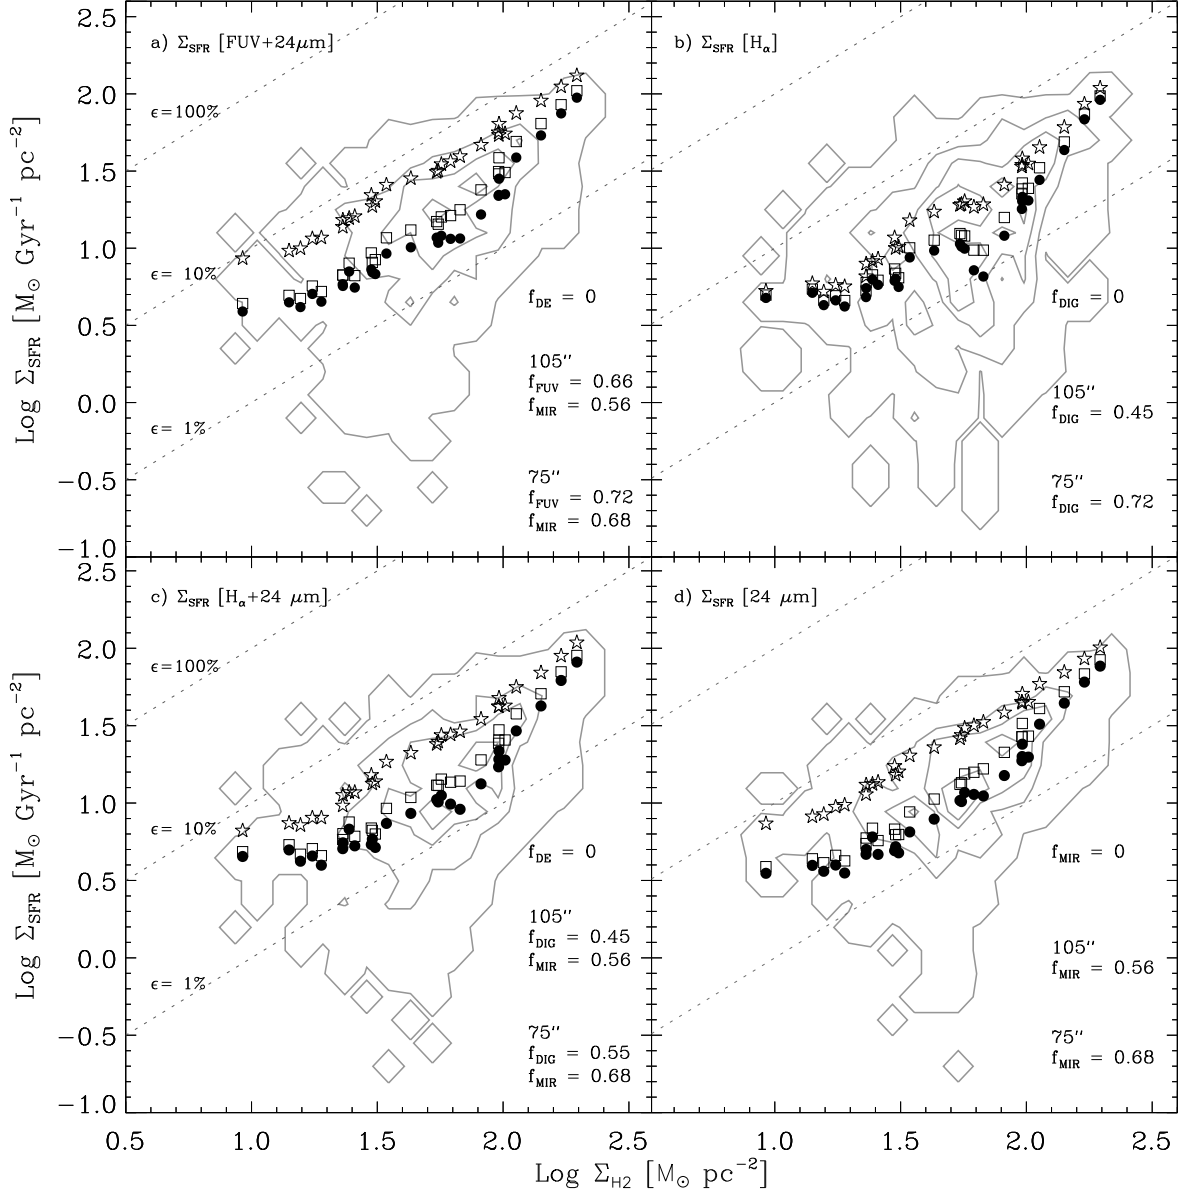 2.5
2.0
1.5
1.0
0.5
0.0
−0.5
−1.0
Log Σ_SFR [M_⊙ Gyr⁻¹ pc⁻²]
a) Σ_SFR [FUV+24μm]
ϵ=100%
ϵ= 10%
ϵ= 1%
f_DE = 0
105″
f_FUV = 0.66
f_MIR = 0.56
75″
f_FUV = 0.72
f_MIR = 0.68
b) Σ_SFR [H_α]
f_DIG = 0
105″
f_DIG = 0.45
75″
f_DIG = 0.72
2.5
2.0
1.5
1.0
0.5
0.0
−0.5
−1.0
Log Σ_SFR [M_⊙ Gyr⁻¹ pc⁻²]
c) Σ_SFR [H_α+24 μm]
ϵ=100%
ϵ= 10%
ϵ= 1%
f_DE = 0
105″
f_DIG = 0.45
f_MIR = 0.56
75″
f_DIG = 0.55
f_MIR = 0.68
d) Σ_SFR [24 μm]
f_MIR = 0
105″
f_MIR = 0.56
75″
f_MIR = 0.68
0.5 1.0 1.5 2.0 2.5 1.0 1.5 2.0 2.5
Log Σ_H2 [M_⊙ pc⁻²]